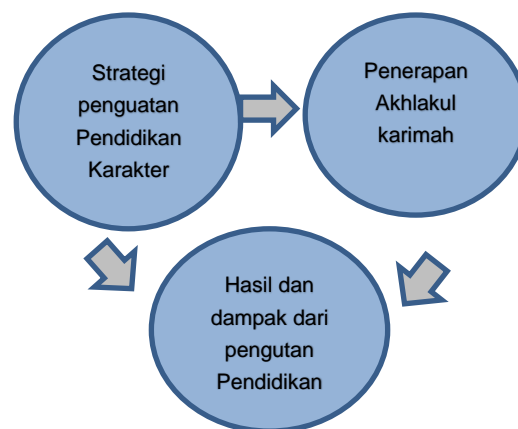 Strategi
penguatan
Pendidikan
Karakter
Penerapan
Akhlakul
karimah
Hasil dan
dampak dari
pengutan
Pendidikan